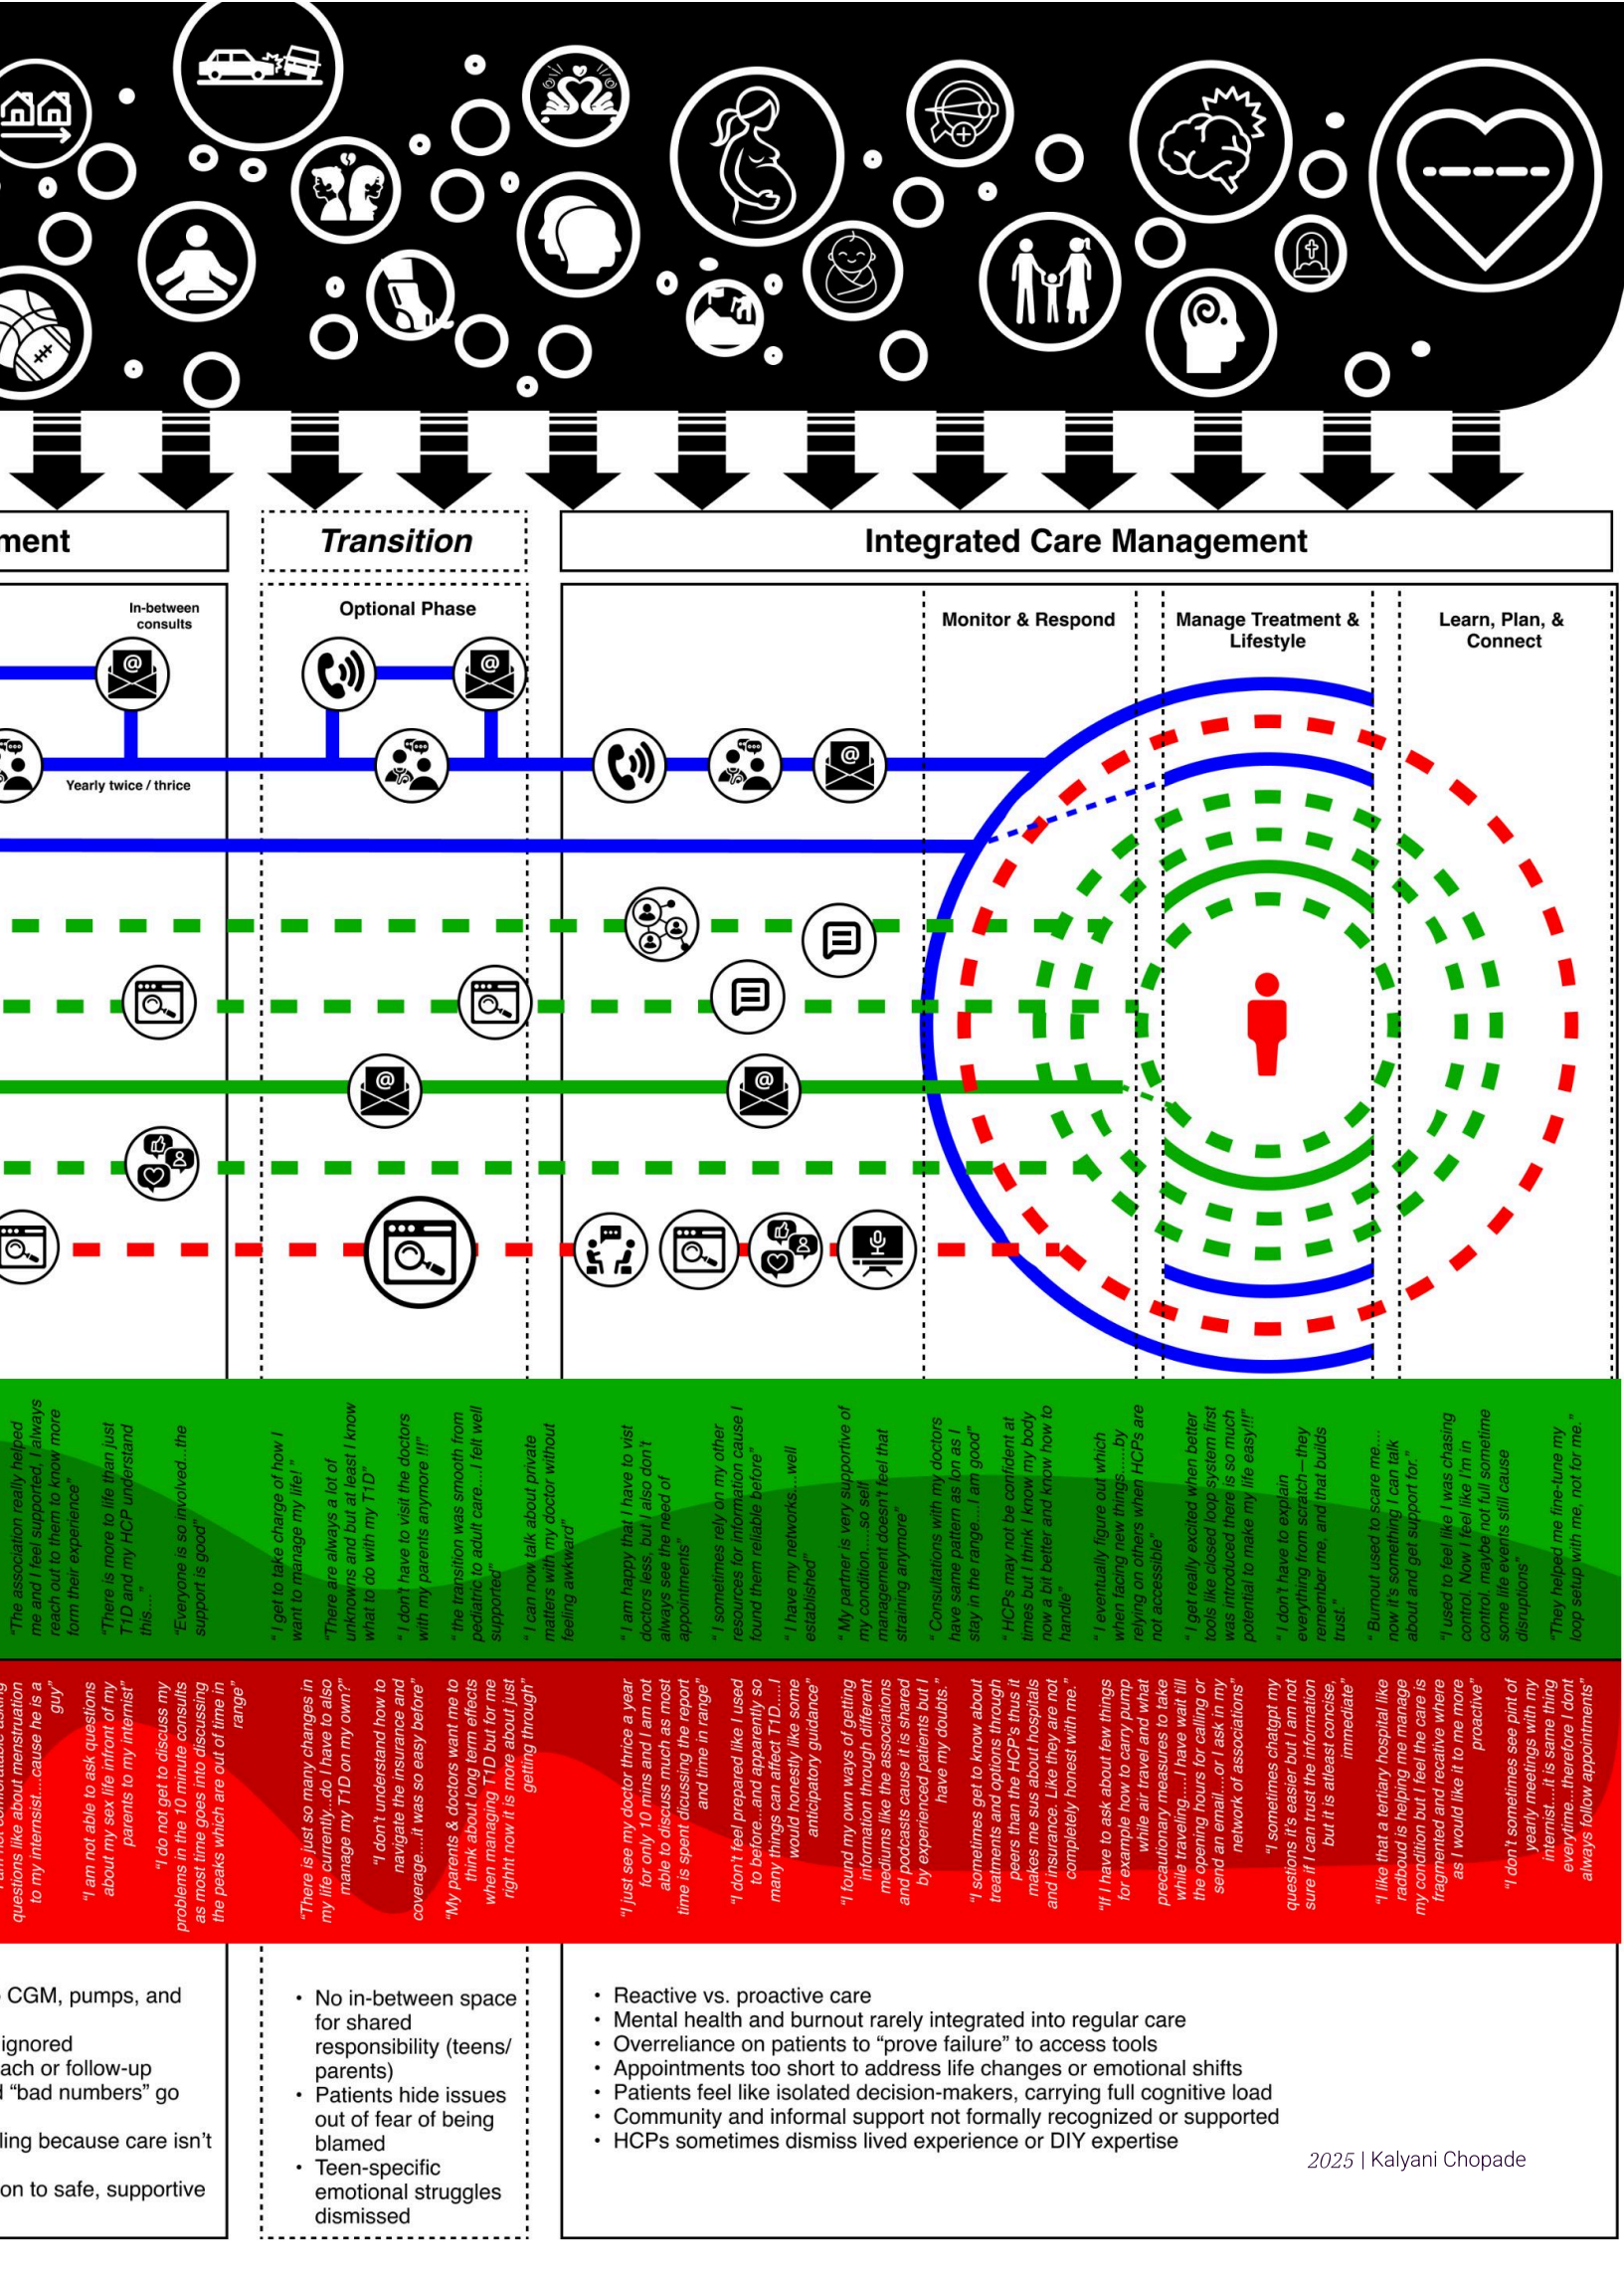 ment
Transition
Integrated Care Management
In-between
consults
Optional Phase
Monitor & Respond
Manage Treatment &
Lifestyle
Learn, Plan, &
Connect
Yearly twice / thrice
"The association really helped
me and I feel supported, I always
reach out to them to know more
form their experience"
"There is more to life than just
T1D and my HCP understand
this...."
"Everyone is so involved...the
support is good"
" I get to take charge of how I
want to manage my life! "
"There are always a lot of
unknowns and but at least I know
what to do with my T1D"
" I don't have to visit the doctors
with my parents anymore !!!"
" the transition was smooth from
pediatric to adult care.....I felt well
supported"
" I can now talk about private
matters with my doctor without
feeling awkward"
" I am happy that I have to vist
doctors less, but I also don't
always see the need of
appointments"
" I sometimes rely on my other
resources for information cause I
found them reliable before"
" I have my networks....well
established"
" My partner is very supportive of
my condition......so self
management doesn't feel that
straining anymore"
" Consultations with my doctors
have same pattern as lon as I
stay in the range....I am good"
" HCPs may not be confident at
times but I think I know my body
now a bit better and know how to
handle"
" I eventually figure out which
when facing new things......by
relying on others when HCPs are
not accessible"
" I get really excited when better
tools like closed loop system first
was introduced there is so much
potential to make my life easy!!!"
" I don't have to explain
everything from scratch—they
remember me, and that builds
trust."
" Burnout used to scare me....
now it's something I can talk
about and get support for."
"I used to feel like I was chasing
control. Now I feel like I'm in
control, maybe not full sometime
some life events still cause
disruptions"
"They helped me fine-tune my
loop setup with me, not for me."
questions like about menstruation
to my internsist...cause he is a
guy"
"I am not able to ask questions
about my sex life infront of my
parents to my internist"
"I do not get to discuss my
problems in the 10 minute consults
as most time goes into discussing
the peaks which are out of time in
range"
"There is just so many changes in
my life currently...do I have to also
manage my T1D on my own?"
"I don't understand how to
navigate the insurance and
coverage....it was so easy before"
"My parents & doctors want me to
think about long term effects
when managing T1D but for me
righht now it is more about just
getting through"
"I just see my doctor thrice a year
for only 10 mins and I am not
able to discuss much as most
time is spent dicussing the report
and time in range"
"I don't feel prepared like I used
to before...and apparently so
many things can affect T1D.....I
would honestly like some
anticipatory guidance"
"I found my own ways of getting
information through different
mediums like the associations
and podcasts cause it is shared
by experienced patients but I
have my doubts."
"I sometimes get to know about
treatments and options through
peers than the HCP's thus it
makes me sus about hospitals
and insurance. Like they are not
completely honest with me."
"If I have to ask about few things
for example how to carry pump
while air travel and what
precautionary measures to take
while traveling.....I have wait till
the opening hours for calling or
send an email...or I ask in my
network of associations"
"I sometimes chatgpt my
questions it's easier but I am not
sure if I can trust the information
but it is atleast concise,
immediate"
"I like that a tertiary hospital like
radboud is helping me manage
my condition but I feel the care is
fragmented and recative where
as I would like it to me more
proactive"
"I don't sometimes see pint of
yearly meetings with my
internist...it is same thing
everytime...therefore I dont
always follow appointments"
CGM, pumps, and
ignored
ach or follow-up
"bad numbers" go
ling because care isn't
on to safe, supportive
• No in-between space
for shared
responsibility (teens/
parents)
• Patients hide issues
out of fear of being
blamed
• Teen-specific
emotional struggles
dismissed
• Reactive vs. proactive care
• Mental health and burnout rarely integrated into regular care
• Overreliance on patients to "prove failure" to access tools
• Appointments too short to address life changes or emotional shifts
• Patients feel like isolated decision-makers, carrying full cognitive load
• Community and informal support not formally recognized or supported
• HCPs sometimes dismiss lived experience or DIY expertise
2025 | Kalyani Chopade